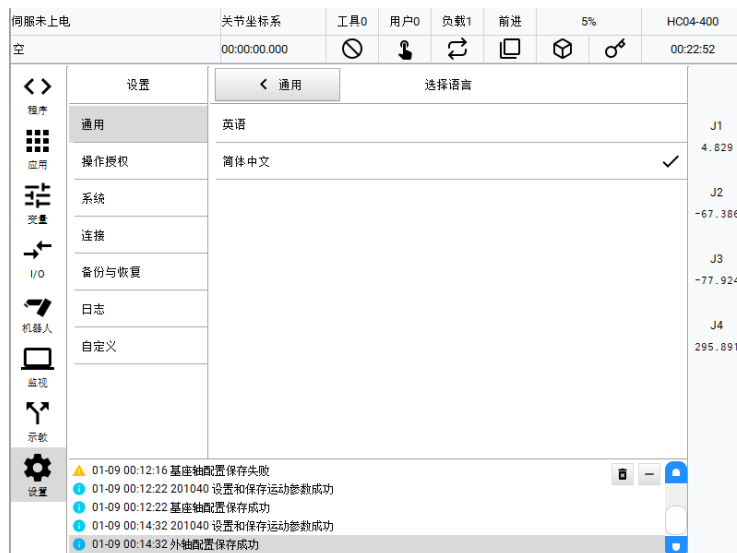 伺服未上电 关节坐标系 工具0 用户0 负载1 前进 5% HC04-400
空 00:00:00.000 00:22:52
程序
应用
变量
I/O
机器人
监视
示教
设置
设置
通用
操作授权
系统
连接
备份与恢复
日志
自定义
通用 选择语言
英语
简体中文
J1
4.829
J2
-67.386
J3
-77.924
J4
295.891
01-09 00:12:16 基座轴配置保存失败
01-09 00:12:22 201040 设置和保存运动参数成功
01-09 00:12:22 基座轴配置保存成功
01-09 00:14:32 201040 设置和保存运动参数成功
01-09 00:14:32 外轴配置保存成功